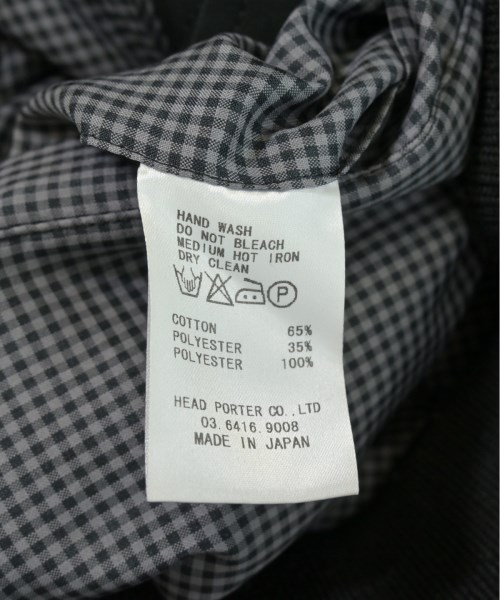 HAND WASH
DO NOT BLEACH
MEDIUM HOT IRON
DRY CLEAN
P
COTTON 65%
POLYESTER 35%
POLYESTER 100%
HEAD PORTER CO.,LTD
03.6416.9008
MADE IN JAPAN